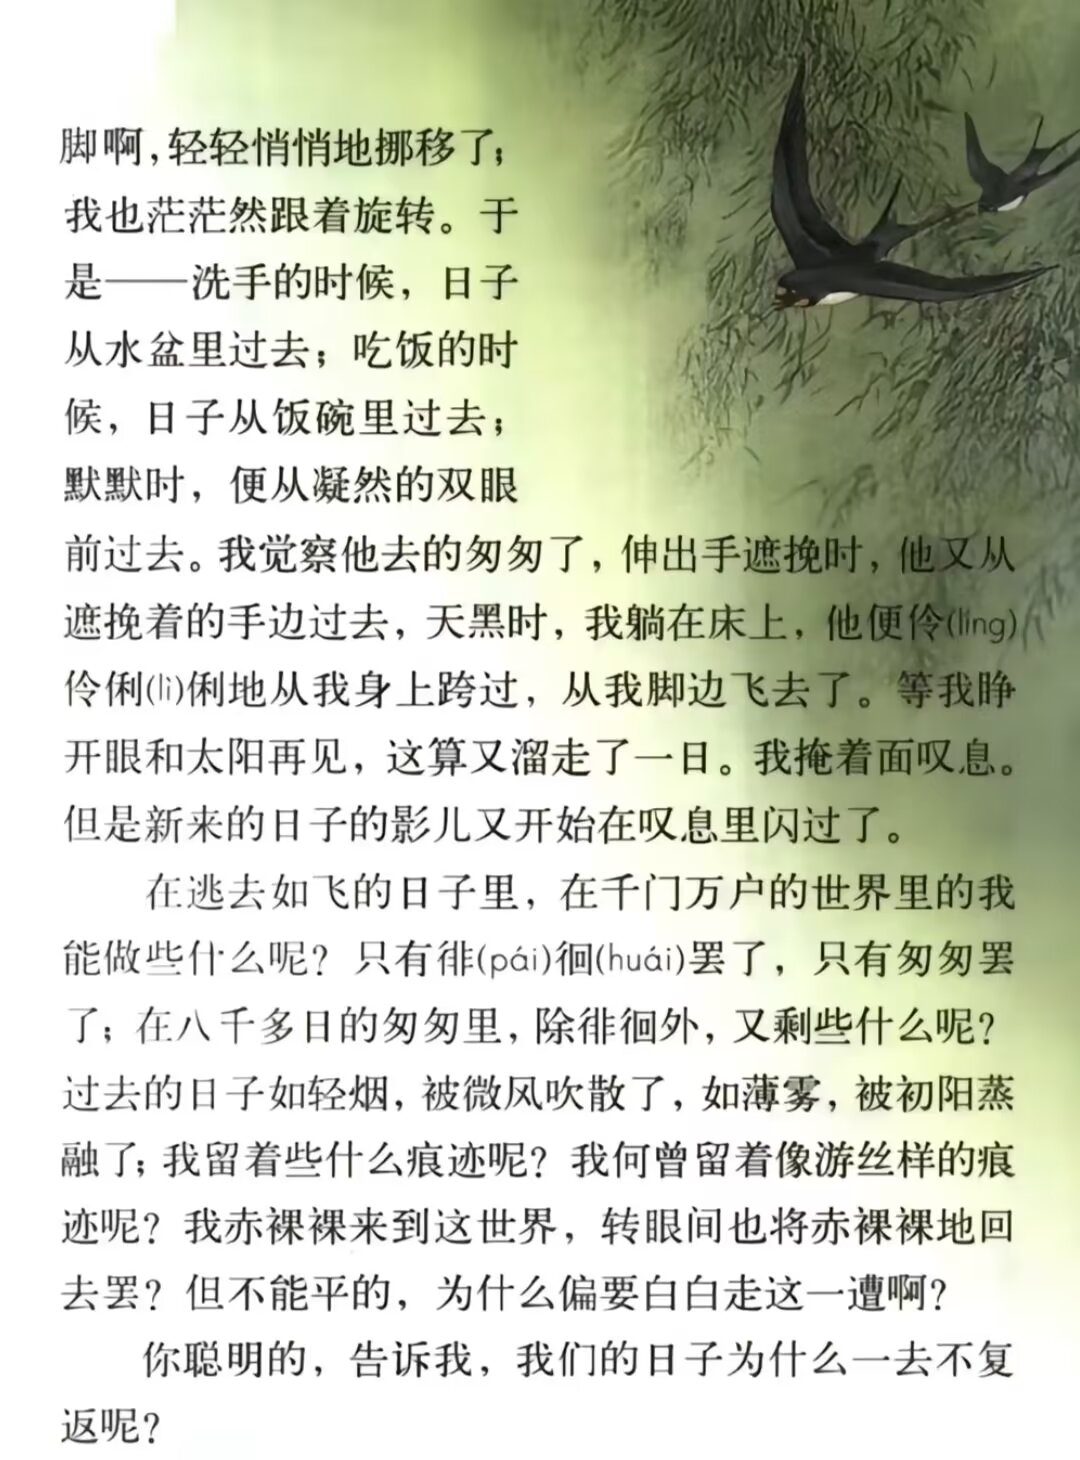 脚啊，轻轻悄悄地挪移了；
我也茫茫然跟着旋转。于
是——洗手的时候，日子
从水盆里过去；吃饭的时
候，日子从饭碗里过去；
默默时，便从凝然的双眼
前过去。我觉察他去的匆匆了，伸出手遮挽时，他又从
遮挽着的手边过去，天黑时，我躺在床上，他便伶(líng)
伶俐(lì)俐地从我身上跨过，从我脚边飞去了。等我睁
开眼和太阳再见，这算又溜走了一日。我掩着面叹息。
但是新来的日子的影儿又开始在叹息里闪过了。
在逃去如飞的日子里，在千门万户的世界里的我
能做些什么呢？只有徘(pái)徊(huái)罢了，只有匆匆罢
了；在八千多日的匆匆里，除徘徊外，又剩些什么呢？
过去的日子如轻烟，被微风吹散了，如薄雾，被初阳蒸
融了；我留着些什么痕迹呢？我何曾留着像游丝样的痕
迹呢？我赤裸裸来到这世界，转眼间也将赤裸裸地回
去罢？但不能平的，为什么偏要白白走这一遭啊？
你聪明的，告诉我，我们的日子为什么一去不复
返呢？